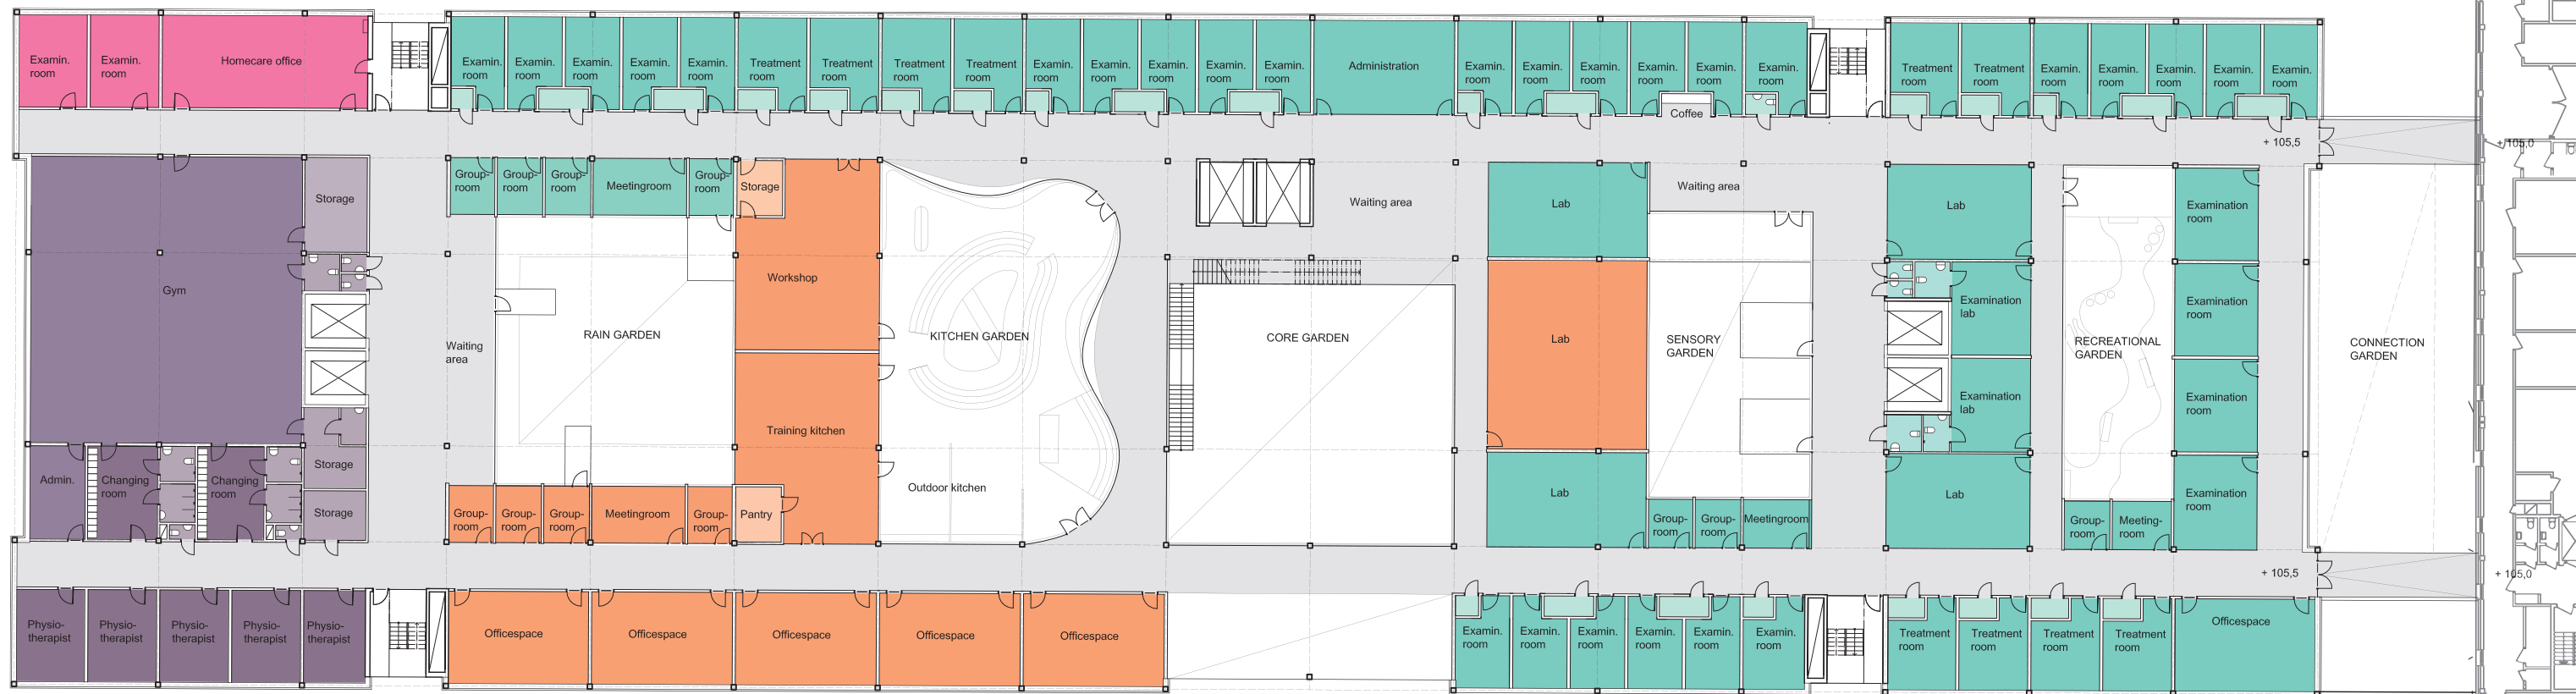 Examin.
room
Examin.
room
Homecare office
Examin.
room
Examin.
room
Examin.
room
Examin.
room
Examin.
room
Treatment
room
Treatment
room
Treatment
room
Treatment
room
Examin.
room
Examin.
room
Examin.
room
Examin.
room
Examin.
room
Administration
Examin.
room
Examin.
room
Examin.
room
Examin.
room
Examin.
room
Examin.
room
Coffee
Treatment
room
Treatment
room
Examin.
room
Examin.
room
Examin.
room
Examin.
room
Examin.
room
+ 105,5
+ 105,0
Storage
Group-
room
Group-
room
Group-
room
Meetingroom
Group-
room
Storage
Waiting area
Lab
Waiting area
Lab
Examination
room
Gym
Workshop
Examination
lab
Examination
room
Waiting
area
RAIN GARDEN
KITCHEN GARDEN
CORE GARDEN
Lab
SENSORY
GARDEN
RECREATIONAL
GARDEN
CONNECTION
GARDEN
Examination
lab
Examination
room
Training kitchen
Storage
Admin.
Changing
room
Changing
room
Outdoor kitchen
Lab
Lab
Examination
room
Storage
Group-
room
Group-
room
Group-
room
Meetingroom
Group-
room
Pantry
Group-
room
Group-
room
Meetingroom
Group-
room
Meeting-
room
+ 105,5
+ 105,0
Physio-
therapist
Physio-
therapist
Physio-
therapist
Physio-
therapist
Physio-
therapist
Officespace
Officespace
Officespace
Officespace
Officespace
Examin.
room
Examin.
room
Examin.
room
Examin.
room
Examin.
room
Examin.
room
Treatment
room
Treatment
room
Treatment
room
Treatment
room
Officespace